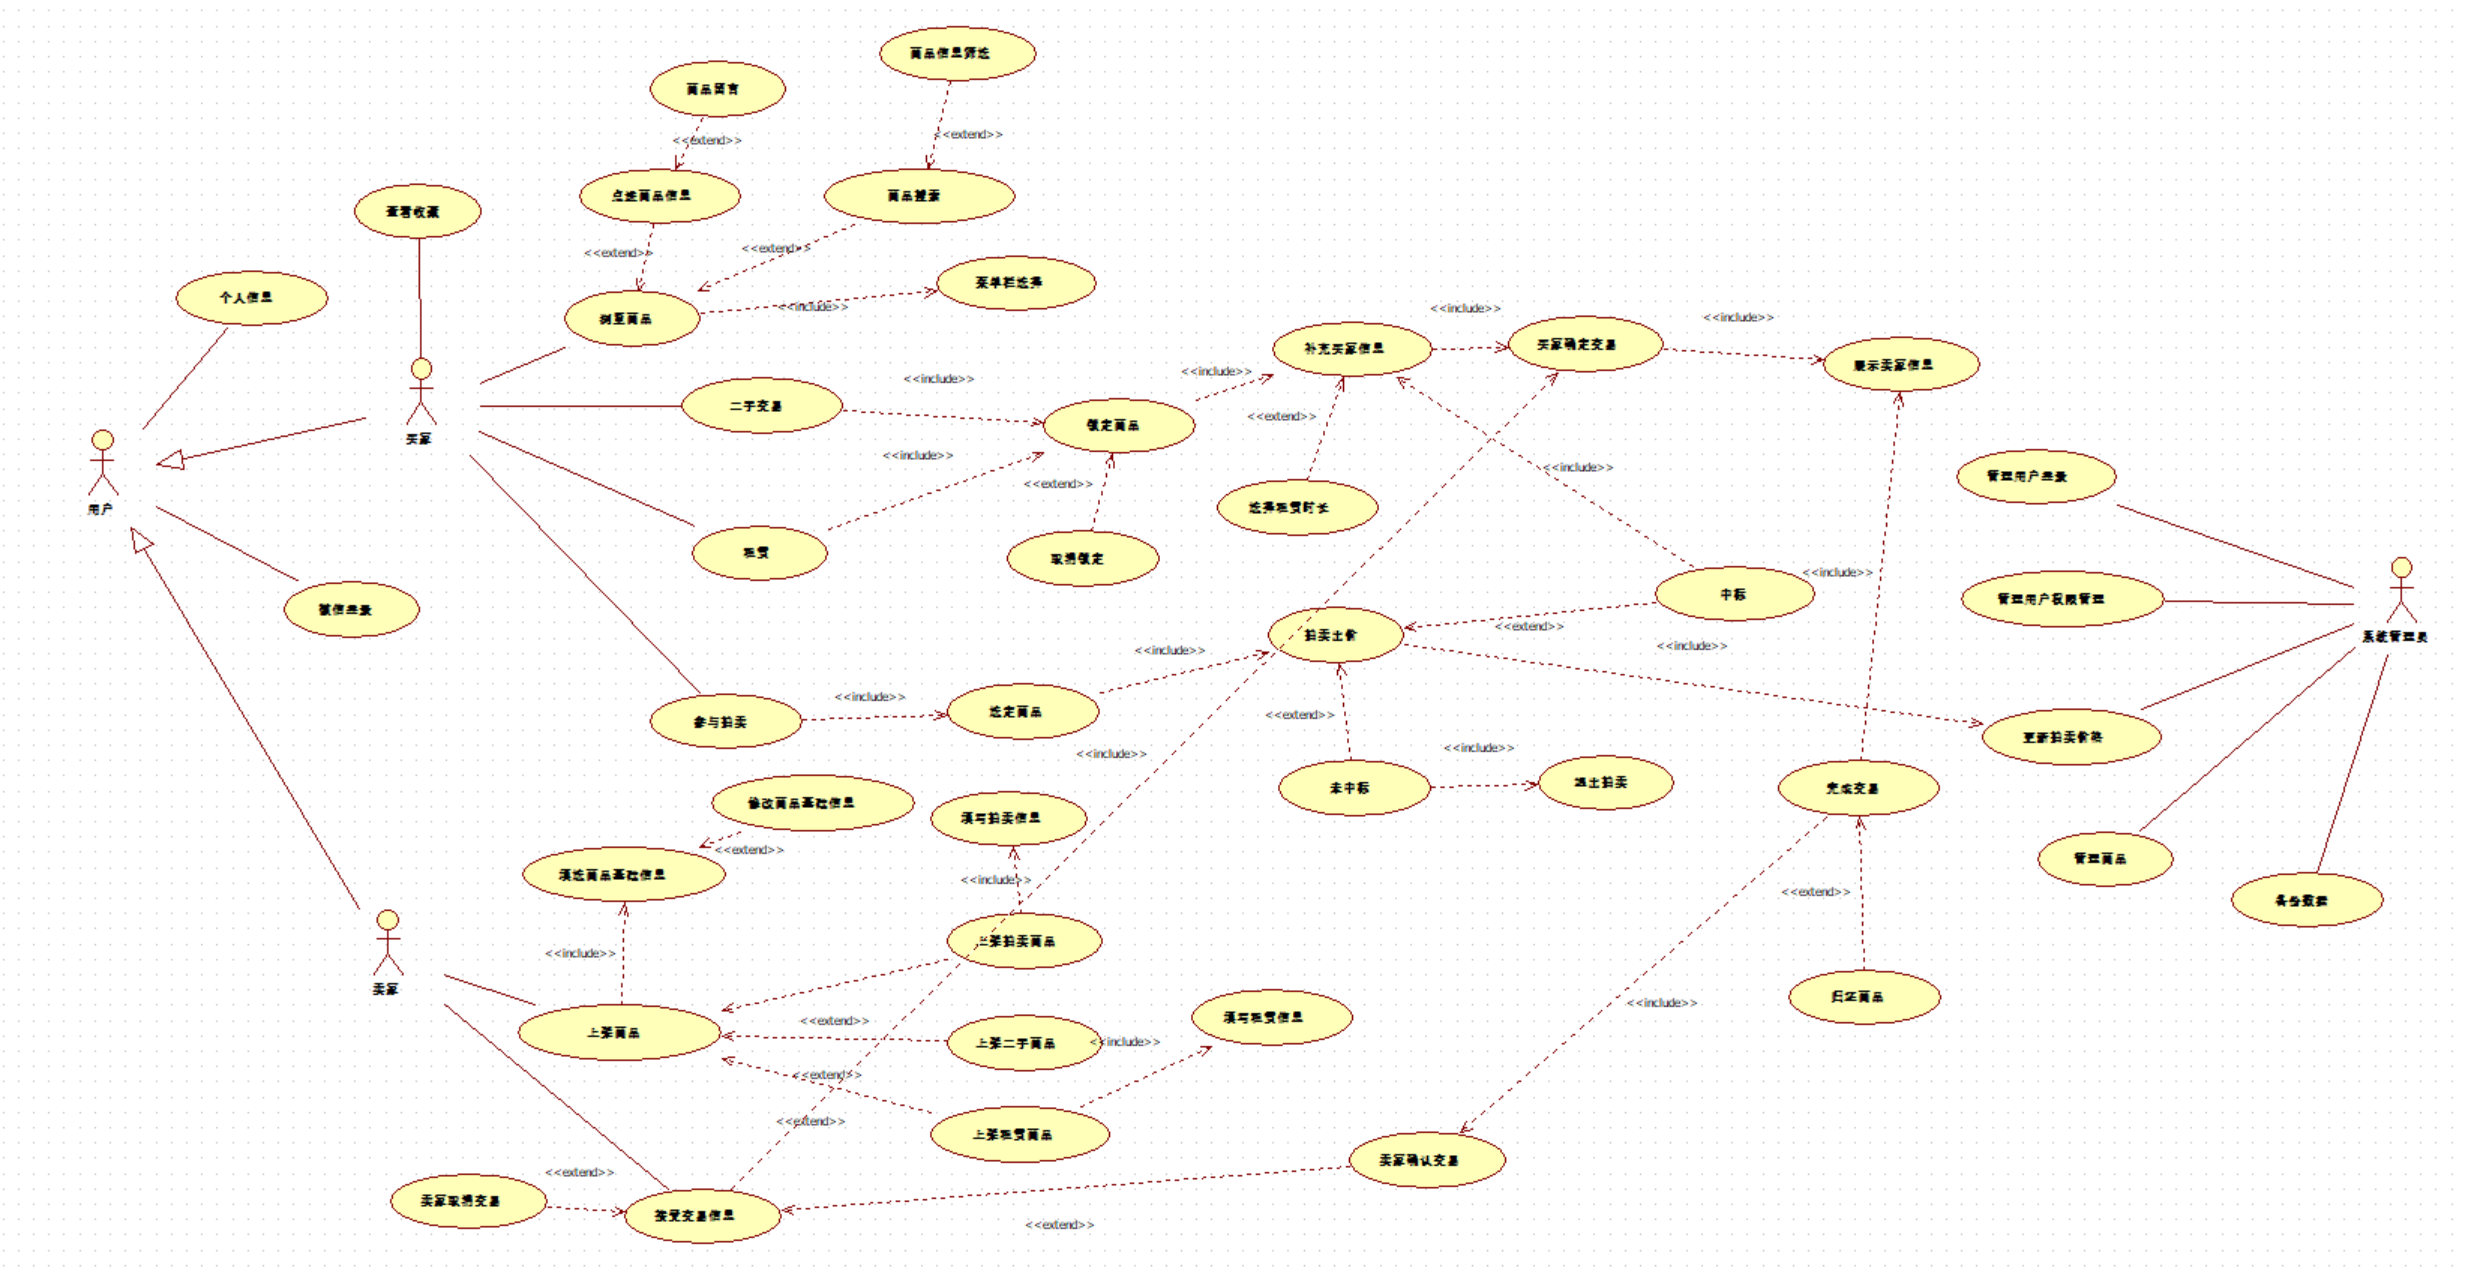 商品信息筛选
商品留言
<<extend>>
<<extend>>
点选商品信息
商品搜索
查看收藏
<<extend>>
<<extend>>
个人信息
菜单栏选择
<<include>>
浏览商品
<<include>>
<<include>>
补充买家信息
买家确定交易
展示卖家信息
买家
<<include>>
<<include>>
二手交易
锁定商品
<<extend>>
用户
<<include>>
<<extend>>
<<include>>
管理用户登录
选择租赁时长
租赁
取消锁定
<<include>>
中标
管理用户权限管理
微信登录
拍卖出价
<<extend>>
系统管理员
<<include>>
<<include>>
<<include>>
参与拍卖
选定商品
<<extend>>
更新拍卖价格
<<include>>
<<include>>
未中标
退出拍卖
完成交易
修改商品基础信息
填写拍卖信息
<<extend>>
管理商品
填选商品基础信息
<<include>>
<<extend>>
备份数据
<<include>>
上架拍卖商品
卖家
归还商品
<<include>>
上架商品
<<extend>>
填写租赁信息
上架二手商品
<<include>>
<<extend>>
<<extend>>
上架租赁商品
卖家确认交易
<<extend>>
卖家取消交易
接受交易信息
<<extend>>